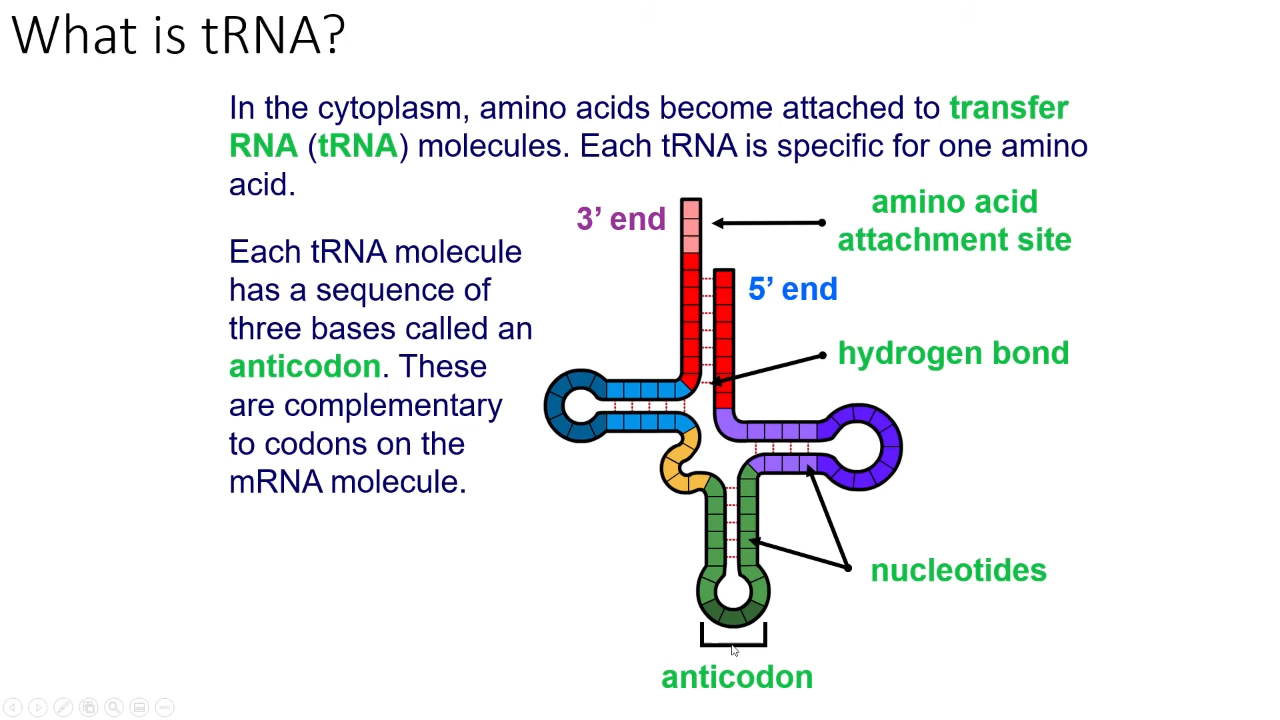 What is tRNA?
In the cytoplasm, amino acids become attached to transfer
RNA (tRNA) molecules. Each tRNA is specific for one amino
acid.
Each tRNA molecule
has a sequence of
three bases called an
anticodon. These
are complementary
to codons on the
mRNA molecule.
3’ end
amino acid
attachment site
5’ end
hydrogen bond
nucleotides
anticodon